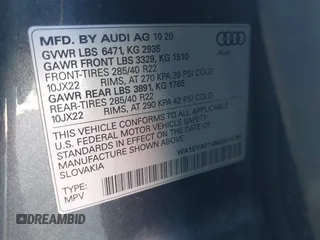 MFD. BY AUDI AG 10 20
GVWR LBS 6471, KG 2935
GAWR FRONT LBS 3329, KG 1510
FRONT-TIRES 285/40 R22
10JX22 RIMS, AT 270 KPA 39 PSI COLD.
GAWR REAR LBS 3891, KG 1765
REAR-TIRES 285/40 R22
10JX22 RIMS, AT 290 KPA 42 PSI COLD
THIS VEHICLE CONFORMS TO ALL APPLICABLE
U.S. FEDERAL MOTOR VEHICLE SAFETY
STANDARDS IN EFFECT ON THE DATE OF
MANUFACTURE SHOWN ABOVE.
SLOVAKIA
TYPE:
MPV
DREAMBID